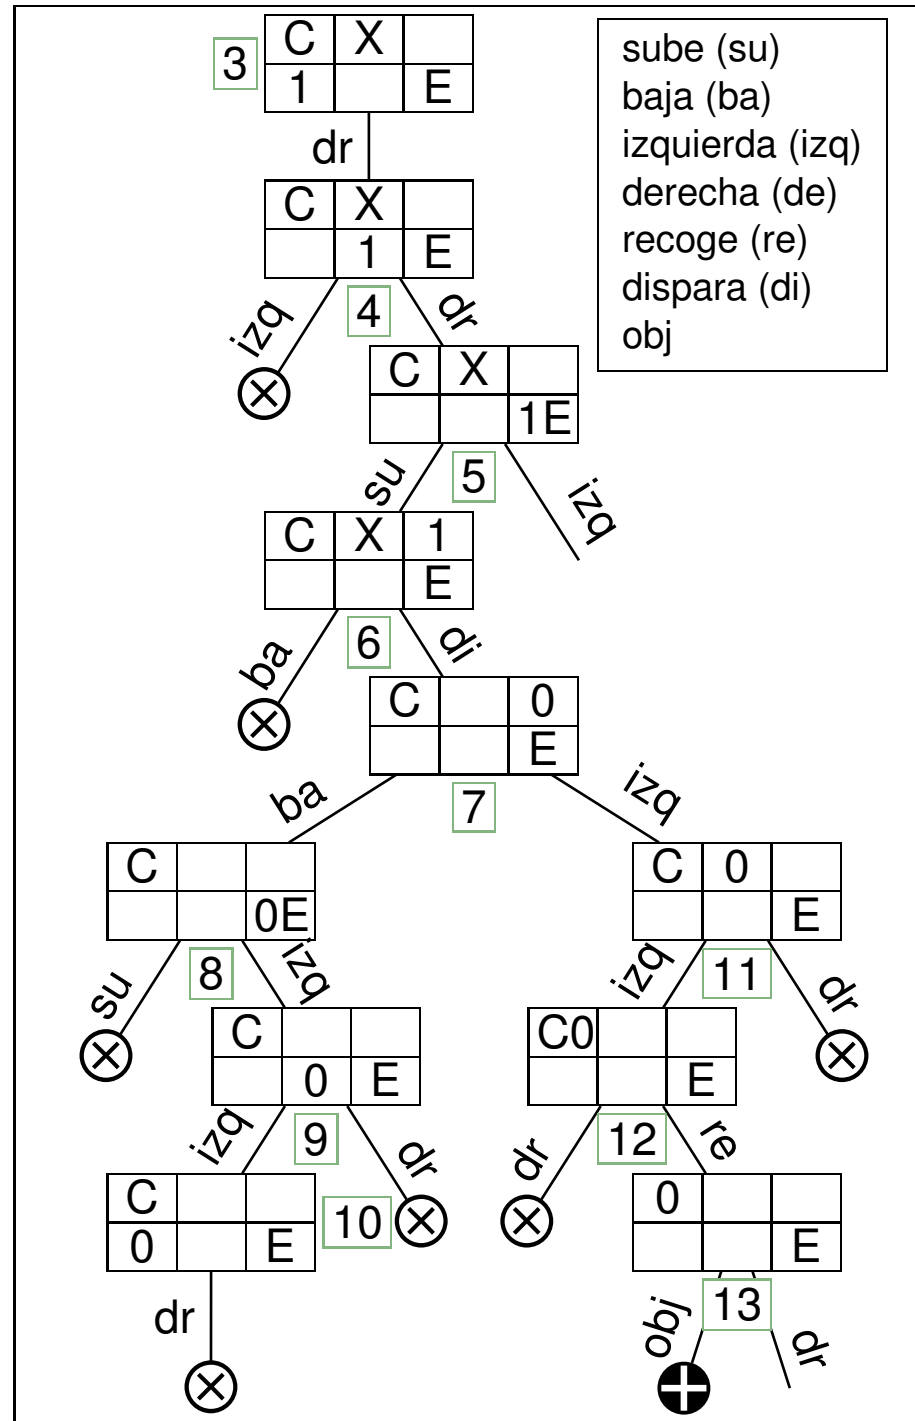 C X
3
1 E
dr
C X
1 E
izq
4
dr
C X
1E
su
5
izq
C X 1
E
ba
6
di
C 0
E
ba
7
izq
C
0E
C 0
E
su
8
izq
izq
11
dr
C
0 E
C0
E
izq
9
dr
dr
12
re
C
0 E
10
0
E
dr
obj
13
dr
sube (su)
baja (ba)
izquierda (izq)
derecha (de)
recoge (re)
dispara (di)
obj